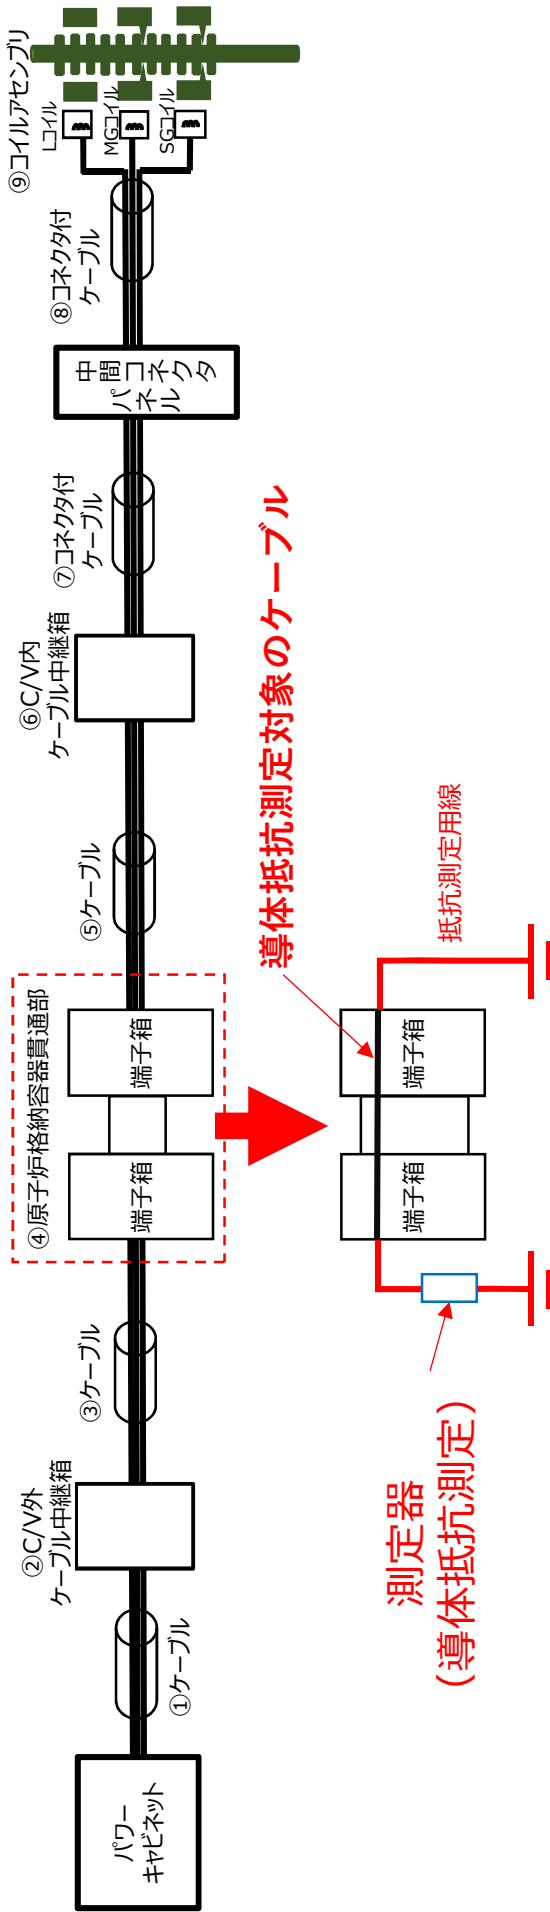 パワー
キャビネット
①ケーブル
②C/V外
ケーブル中継箱
③ケーブル
④原子炉格納容器貫通部
端子箱
端子箱
⑤ケーブル
⑥C/V内
ケーブル中継箱
⑦コネクタ付
ケーブル
中間コネクタ
パネル
⑧コネクタ付
ケーブル
⑨コイルアセンブリ
Lコイル
MGコイル
SGコイル
導体抵抗測定対象のケーブル
端子箱
端子箱
抵抗測定用線
測定器
(導体抵抗測定)